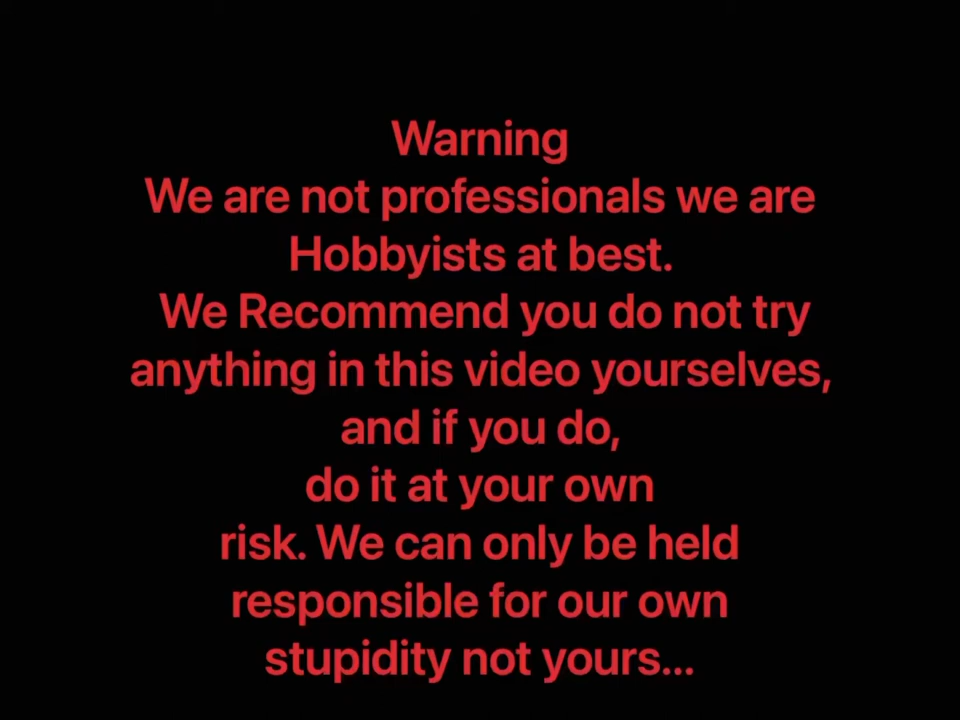 Warning
We are not professionals we are
Hobbyists at best.
We Recommend you do not try
anything in this video yourselves,
and if you do,
do it at your own
risk. We can only be held
responsible for our own
stupidity not yours...